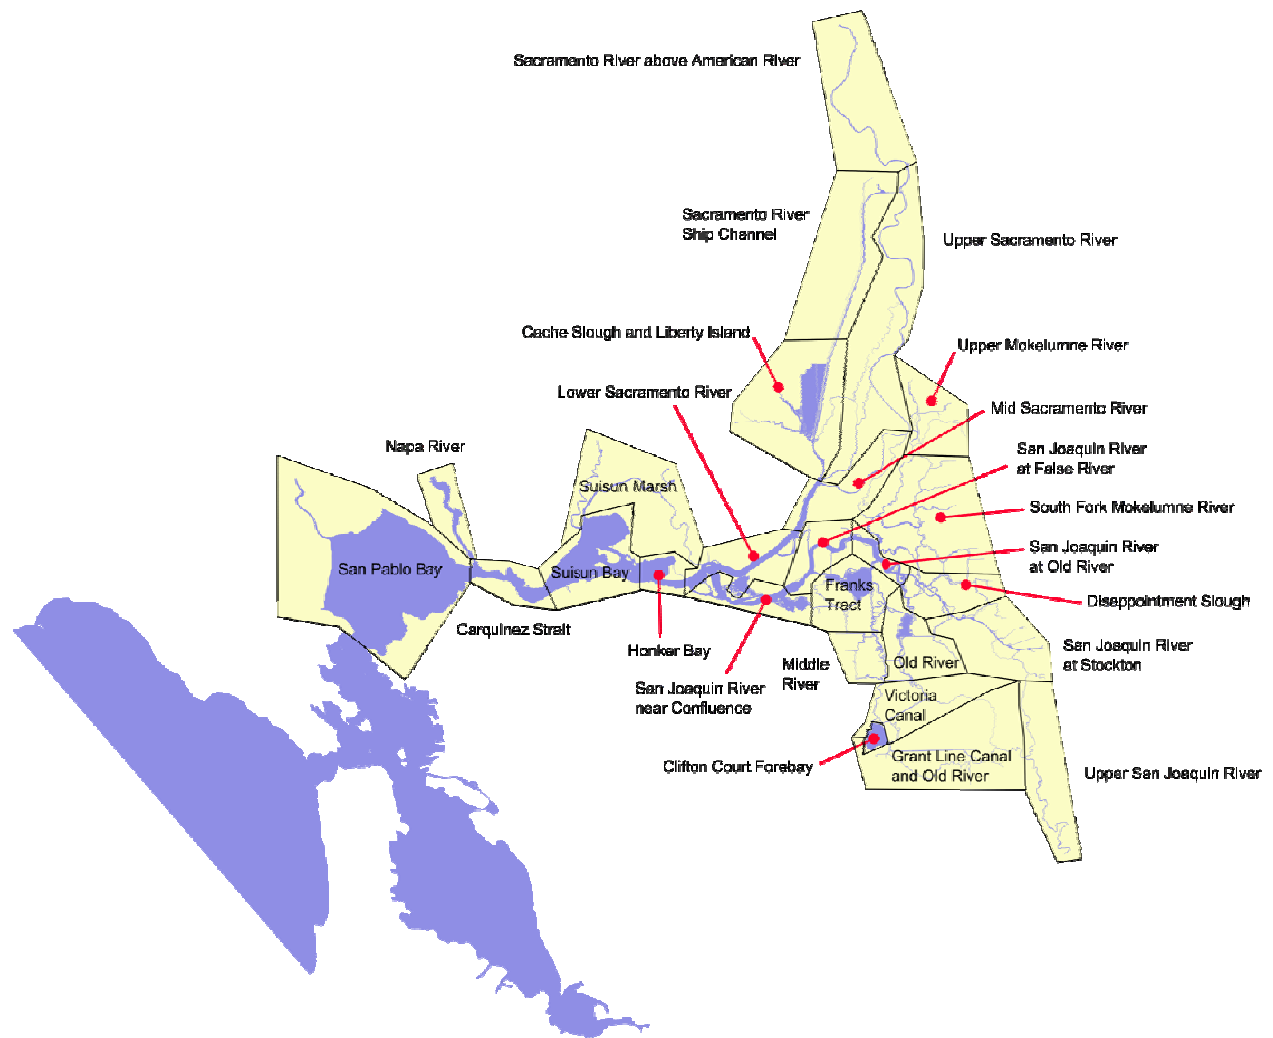 Sacramento River above American River
Sacramento River
Ship Channel
Upper Sacramento River
Cache Slough and Liberty Island
Upper Mokelumne River
Lower Sacramento River
Mid Sacramento River
Napa River
San Joaquin River
at False River
Suisun Marsh
South Fork Mokelumne River
San Joaquin River
at Old River
San Pablo Bay
Suisun Bay
Franks
Tract
Disappointment Slough
Carquinez Strait
Honker Bay
San Joaquin River
at Stockton
Middle
River
Old River
San Joaquin River
near Confluence
Victoria
Canal
Clifton Court Forebay
Grant Line Canal
and Old River
Upper San Joaquin River